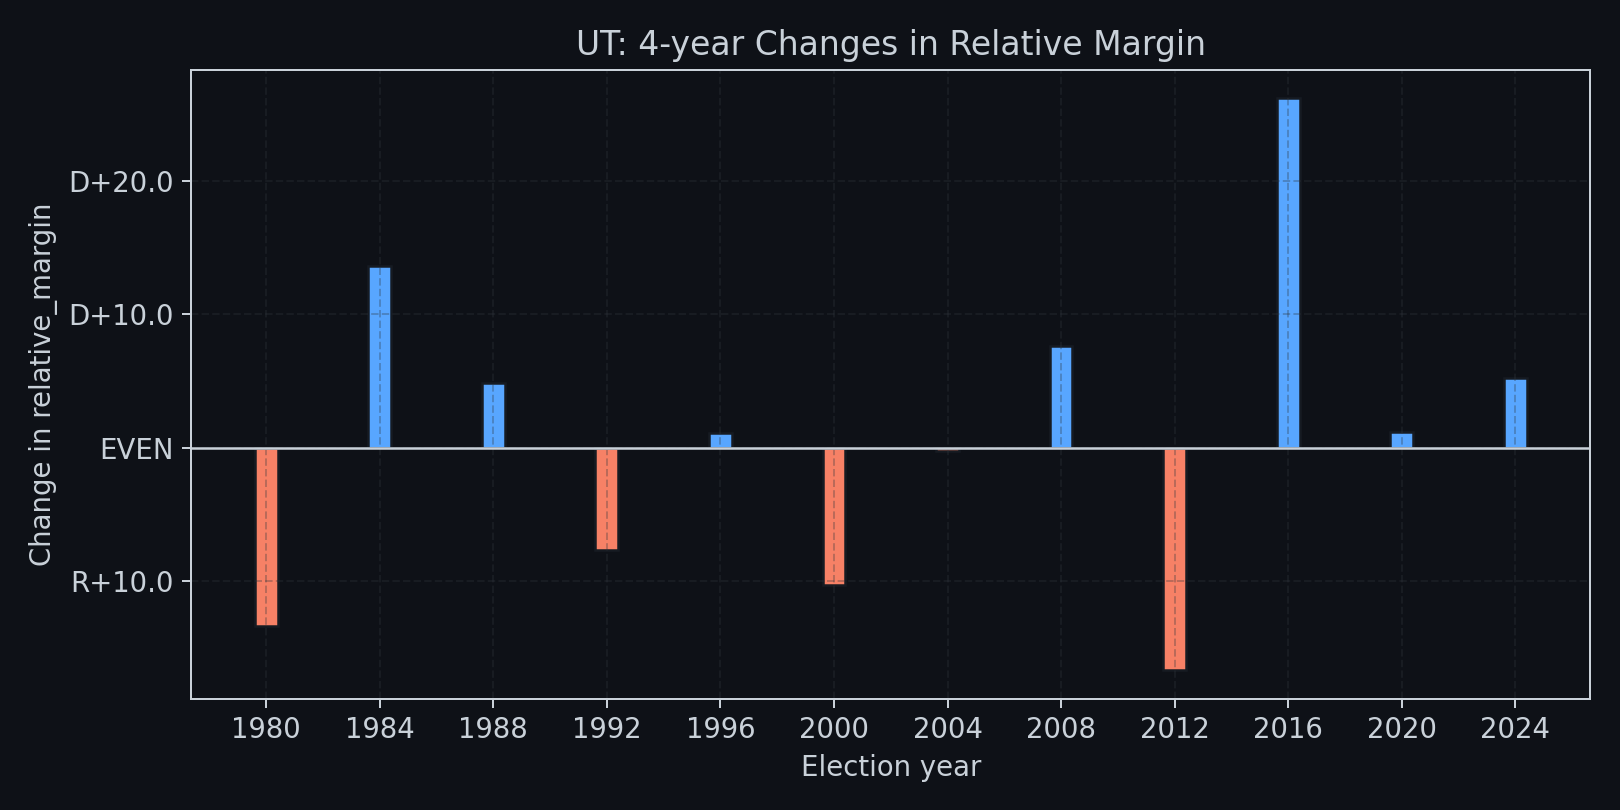 UT: 4-year Changes in Relative Margin
Change in relative_margin
D+20.0
D+10.0
EVEN
R+10.0
1980 1984 1988 1992 1996 2000 2004 2008 2012 2016 2020 2024
Election year